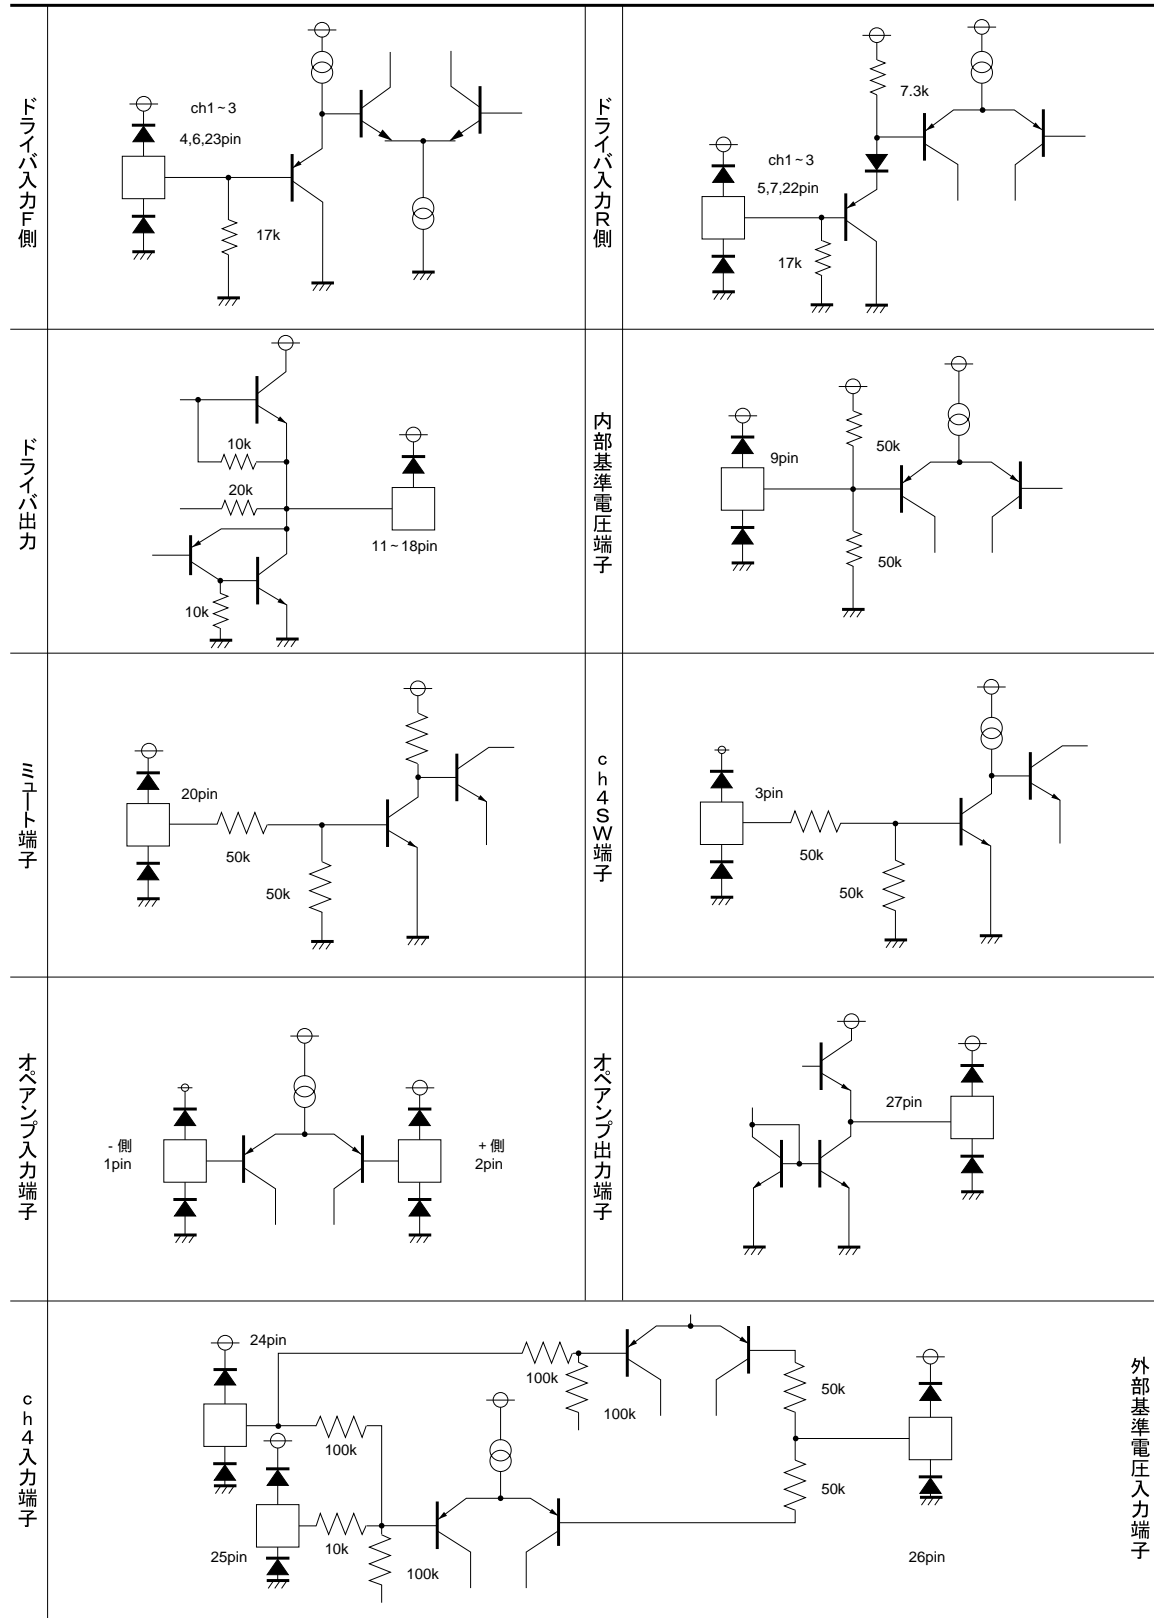 ドライバ入力F側
ch1~3
4,6,23pin
17k
ドライバ入力R側
7.3k
ch1~3
5,7,22pin
17k
ドライバ出力
10k
20k
10k
11~18pin
内部基準電圧端子
9pin
50k
50k
ミュート端子
20pin
50k
50k
ch4SW端子
3pin
50k
50k
オペアンプ入力端子
- 側
1pin
+ 側
2pin
オペアンプ出力端子
27pin
ch4入力端子
24pin
100k
100k
100k
25pin
10k
100k
50k
50k
26pin
外部基準電圧入力端子